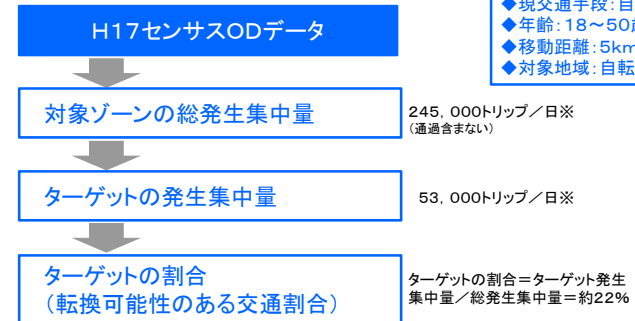 ◆現交通手段:自
◆年齢:18~50
◆移動距離:5km
◆対象地域:自転
H17センサスODデータ
対象ゾーンの総発生集中量
245,000トリップ/日※
(通過含まない)
ターゲットの発生集中量
53,000トリップ/日※
ターゲットの割合
(転換可能性のある交通割合)
ターゲットの割合=ターゲット発生
集中量/総発生集中量=約22%